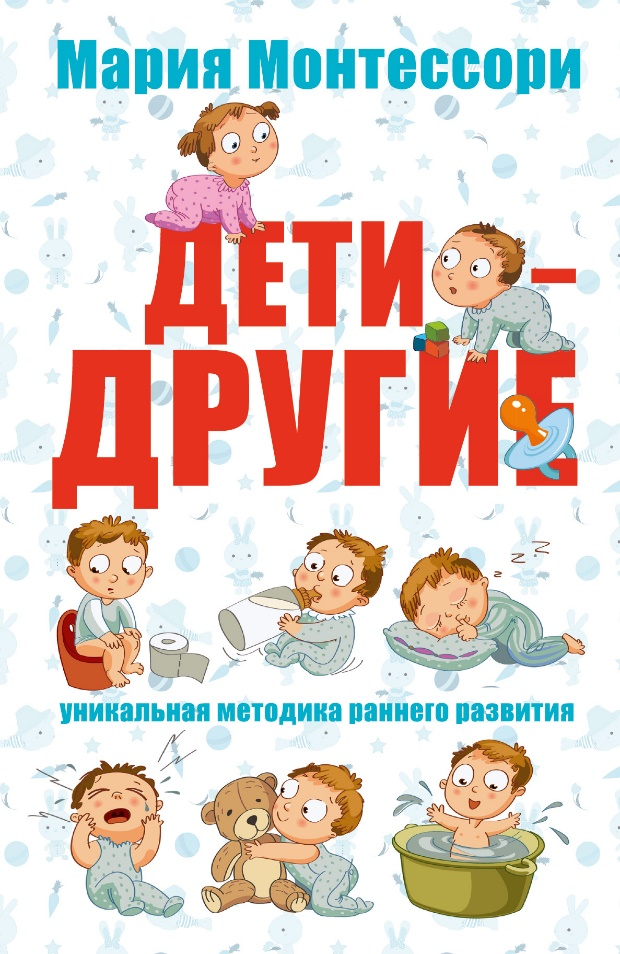 Мария Монтессори
ДЕТИ –
ДРУГИЕ
z z z
уникальная методика раннего развития